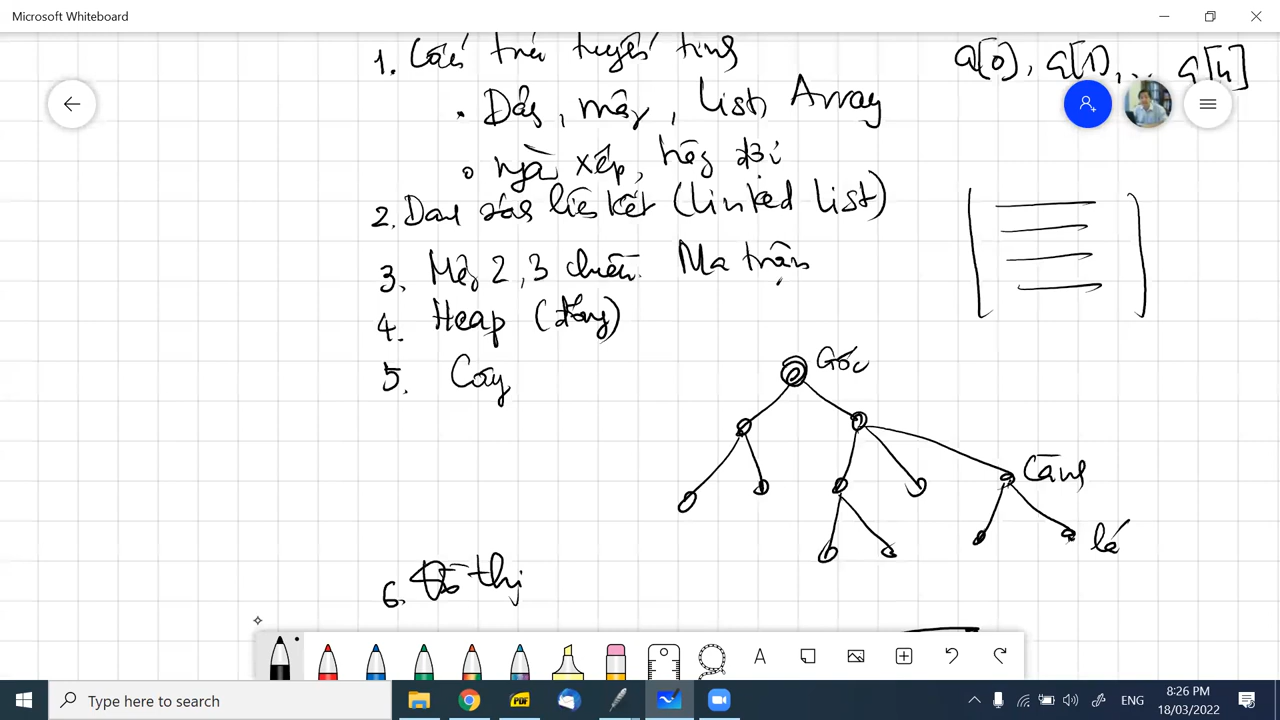 Microsoft Whiteboard
1. Cấu trúc tuyến tính
a[0], a[1], ... a[n]
Dãy, mảng, List, Array
ngăn xếp, hàng đợi
2. Danh sách liên kết (Linked List)
3. Mảng 2, 3 chiều. Ma trận
4. Heap (đống)
5. Cây
Gốc
Cành
lá
6. Đồ thị
A
Type here to search
PDF
ENG
8:26 PM
18/03/2022